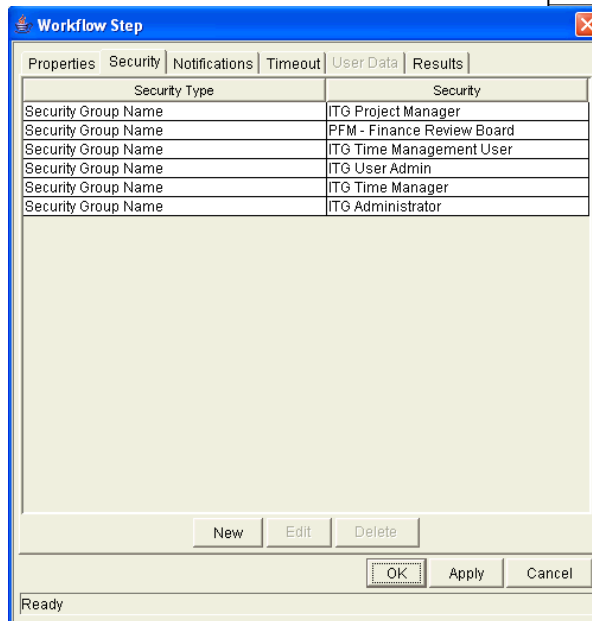 Workflow Step
Properties Security Notifications Timeout User Data Results
Security Type Security
Security Group Name ITG Project Manager
Security Group Name PFM - Finance Review Board
Security Group Name ITG Time Management User
Security Group Name ITG User Admin
Security Group Name ITG Time Manager
Security Group Name ITG Administrator
New Edit Delete
OK Apply Cancel
Ready